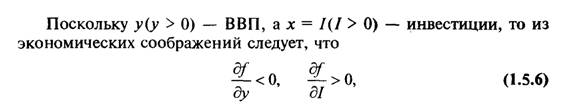 Поскольку y(y > 0) — ВВП, а x = I(I > 0) — инвестиции, то из
экономических соображений следует, что
∂f/∂y < 0, ∂f/∂I > 0, (1.5.6)